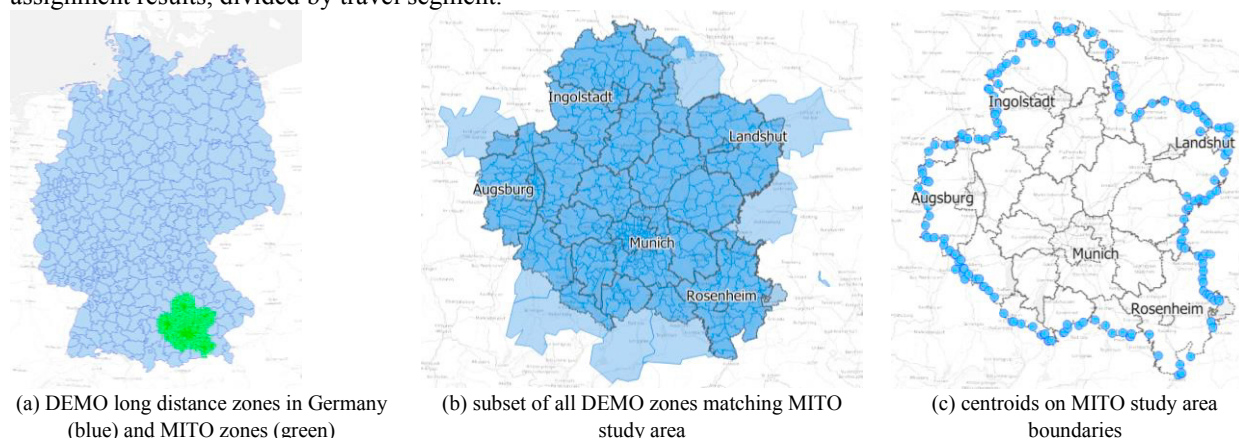 assignment results, divided by travel segment.
Ingolstadt
Landshut
Augsburg
Munich
Rosenheim
Ingolstadt
Landshut
Augsburg
Munich
Rosenheim
(a) DEMO long distance zones in Germany
(blue) and MITO zones (green)
(b) subset of all DEMO zones matching MITO
study area
(c) centroids on MITO study area
boundaries